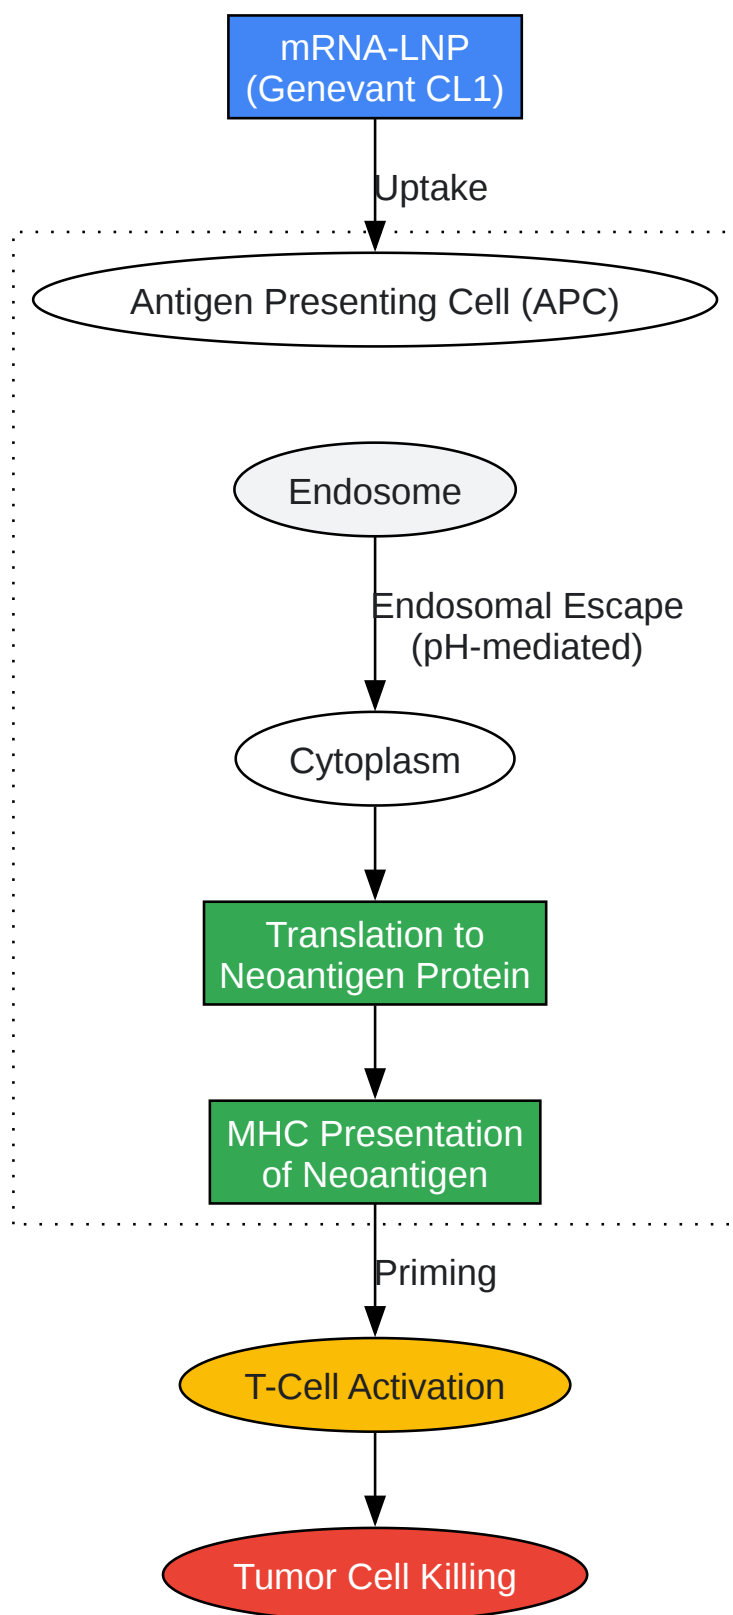 mRNA-LNP
(Genevant CL1)
Uptake
Antigen Presenting Cell (APC)
Endosome
Endosomal Escape
(pH-mediated)
Cytoplasm
Translation to
Neoantigen Protein
MHC Presentation
of Neoantigen
Priming
T-Cell Activation
Tumor Cell Killing